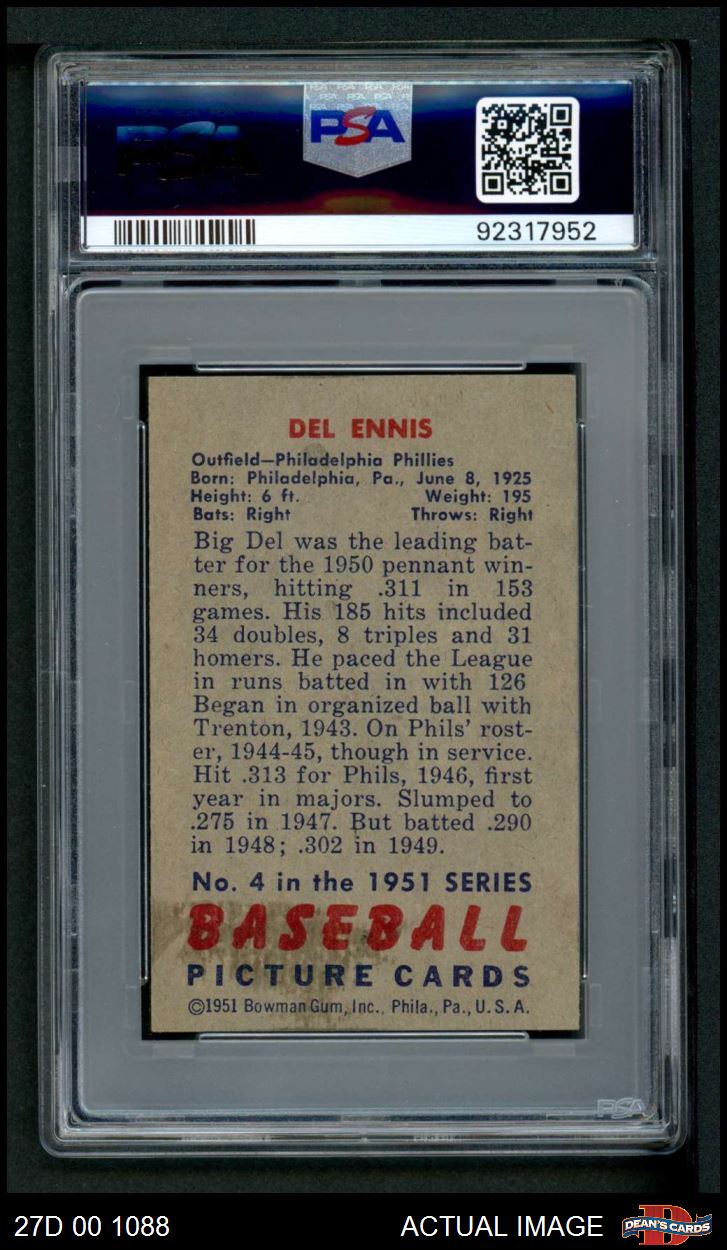 PSA
PSA
92317952
DEL ENNIS
Outfield—Philadelphia Phillies
Born: Philadelphia, Pa., June 8, 1925
Height: 6 ft. Weight: 195
Bats: Right Throws: Right
Big Del was the leading bat-
ter for the 1950 pennant win-
ners, hitting .311 in 153
games. His 185 hits included
34 doubles, 8 triples and 31
homers. He paced the League
in runs batted in with 126
Began in organized ball with
Trenton, 1943. On Phils' rost-
er, 1944-45, though in service.
Hit .313 for Phils, 1946, first
year in majors. Slumped to
.275 in 1947. But batted .290
in 1948; .302 in 1949.
No. 4 in the 1951 SERIES
BASEBALL
PICTURE CARDS
©1951 Bowman Gum, Inc., Phila., Pa., U.S.A.
PSA
27D 00 1088 ACTUAL IMAGE DEAN'S CARDS